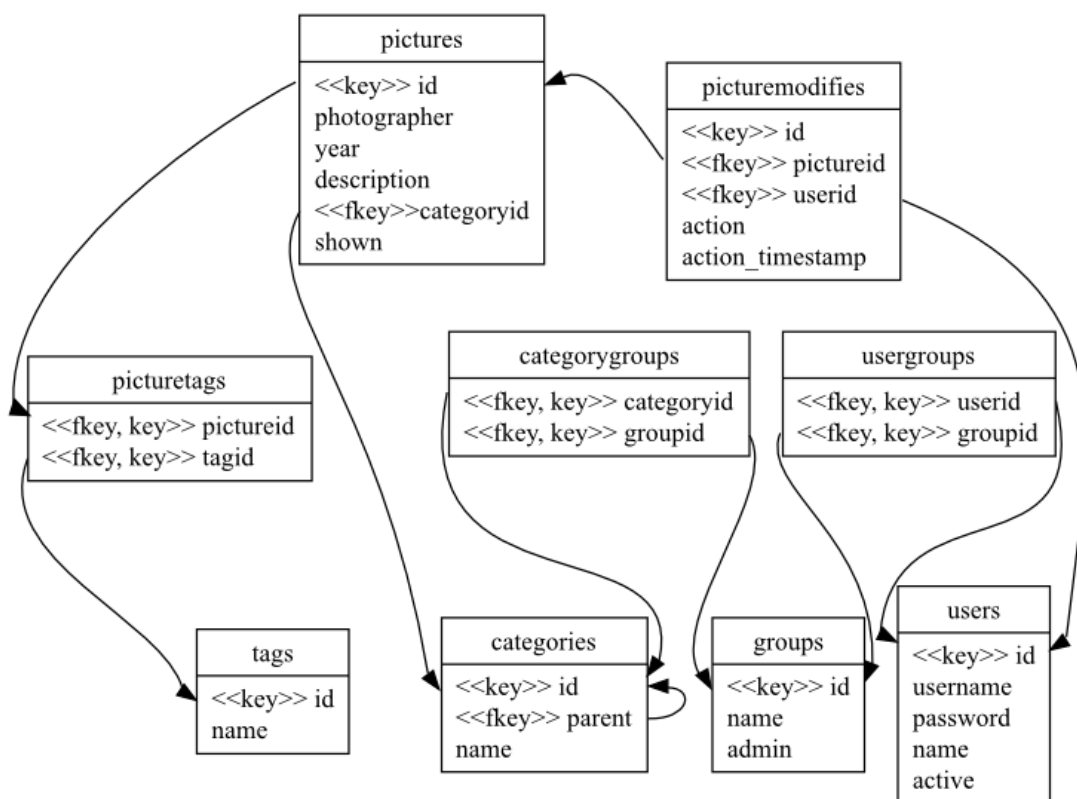 pictures
<<key>> id
photographer
year
description
<<fkey>>categoryid
shown
picturemodifies
<<key>> id
<<fkey>> pictureid
<<fkey>> userid
action
action_timestamp
picturetags
<<fkey, key>> pictureid
<<fkey, key>> tagid
categorygroups
<<fkey, key>> categoryid
<<fkey, key>> groupid
usergroups
<<fkey, key>> userid
<<fkey, key>> groupid
tags
<<key>> id
name
categories
<<key>> id
<<fkey>> parent
name
groups
<<key>> id
name
admin
users
<<key>> id
username
password
name
active